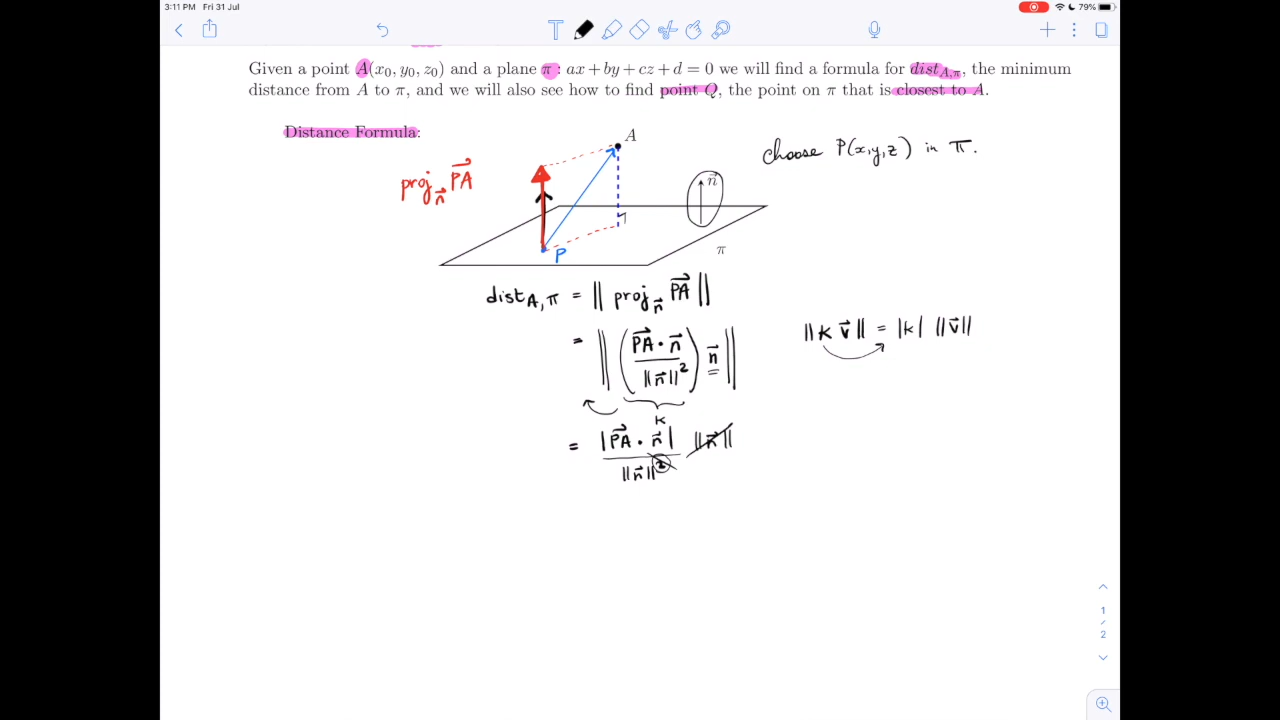 3:11 PM Fri 31 Jul
79%
T
Given a point A(x₀, y₀, z₀) and a plane π : ax + by + cz + d = 0 we will find a formula for dist_{A,π}, the minimum
distance from A to π, and we will also see how to find point Q, the point on π that is closest to A.
Distance Formula:
A
choose P(x,y,z) in π.
proj_{n⃗} PA⃗
n⃗
π
P
dist_{A,π} = || proj_{n⃗} PA⃗ ||
= || ( PA⃗ · n⃗ / ||n⃗||² ) n⃗ ||
||k v⃗|| = |k| ||v⃗||
k
= |PA⃗ · n⃗| / ||n⃗||² ||n⃗||
1
/
2